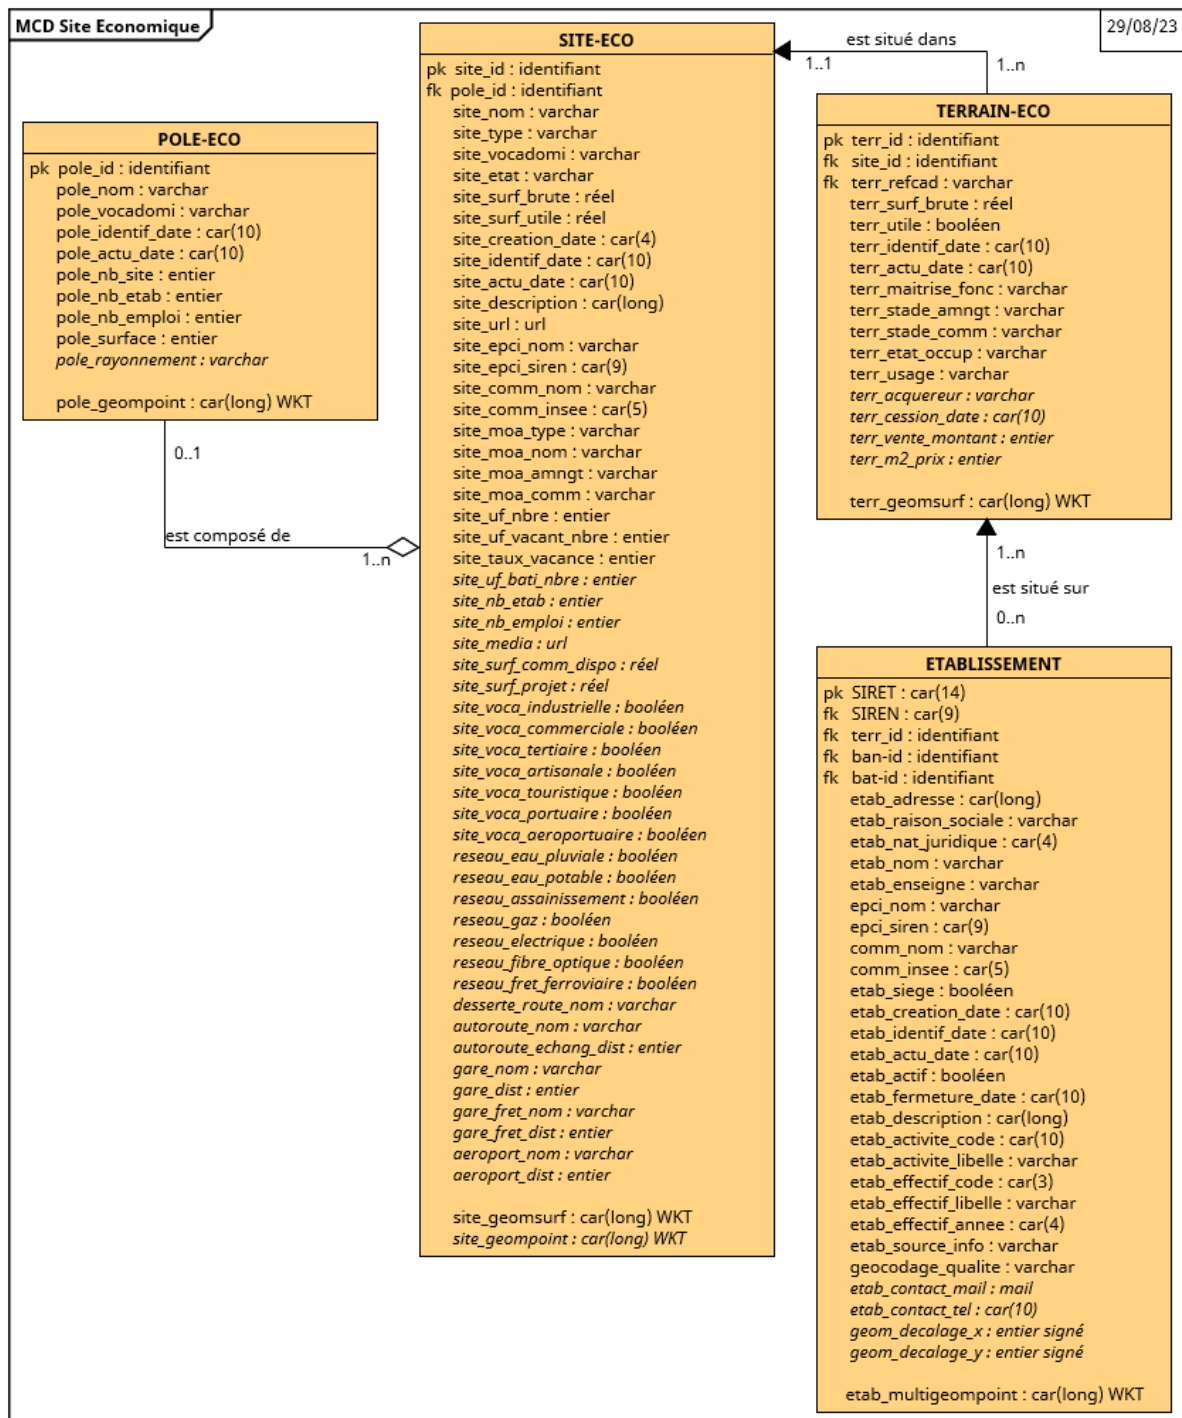 MCD Site Economique
29/08/23
POLE-ECO
pk pole_id : identifiant
pole_nom : varchar
pole_vocadomi : varchar
pole_identif_date : car(10)
pole_actu_date : car(10)
pole_nb_site : entier
pole_nb_etab : entier
pole_nb_emploi : entier
pole_surface : entier
pole_rayonnement : varchar
pole_geompoint : car(long) WKT
0..1
est composé de
1..n
SITE-ECO
pk site_id : identifiant
fk pole_id : identifiant
site_nom : varchar
site_type : varchar
site_vocadomi : varchar
site_etat : varchar
site_surf_brute : réel
site_surf_utile : réel
site_creation_date : car(4)
site_identif_date : car(10)
site_actu_date : car(10)
site_description : car(long)
site_url : url
site_epci_nom : varchar
site_epci_siren : car(9)
site_comm_nom : varchar
site_comm_insee : car(5)
site_moa_type : varchar
site_moa_nom : varchar
site_moa_amngt : varchar
site_moa_comm : varchar
site_uf_nbre : entier
site_uf_vacant_nbre : entier
site_taux_vacance : entier
site_uf_bati_nbre : entier
site_nb_etab : entier
site_nb_emploi : entier
site_media : url
site_surf_comm_dispo : réel
site_surf_projet : réel
site_voca_industrielle : booléen
site_voca_commerciale : booléen
site_voca_tertiaire : booléen
site_voca_artisanale : booléen
site_voca_touristique : booléen
site_voca_portuaire : booléen
site_voca_aeroportuaire : booléen
reseau_eau_pluviale : booléen
reseau_eau_potable : booléen
reseau_assainissement : booléen
reseau_gaz : booléen
reseau_electrique : booléen
reseau_fibre_optique : booléen
reseau_fret_ferroviaire : booléen
desserte_route_nom : varchar
autoroute_nom : varchar
autoroute_echang_dist : entier
gare_nom : varchar
gare_dist : entier
gare_fret_nom : varchar
gare_fret_dist : entier
aeroport_nom : varchar
aeroport_dist : entier
site_geomsurf : car(long) WKT
site_geompoint : car(long) WKT
est situé dans
1..1
1..n
TERRAIN-ECO
pk terr_id : identifiant
fk site_id : identifiant
fk terr_refcad : varchar
terr_surf_brute : réel
terr_utile : booléen
terr_identif_date : car(10)
terr_actu_date : car(10)
terr_maitrise_fonc : varchar
terr_stade_amngt : varchar
terr_stade_comm : varchar
terr_etat_occup : varchar
terr_usage : varchar
terr_acquereur : varchar
terr_cession_date : car(10)
terr_vente_montant : entier
terr_m2_prix : entier
terr_geomsurf : car(long) WKT
1..n
est situé sur
0..n
ETABLISSEMENT
pk SIRET : car(14)
fk SIREN : car(9)
fk terr_id : identifiant
fk ban-id : identifiant
fk bat-id : identifiant
etab_adresse : car(long)
etab_raison_sociale : varchar
etab_nat_juridique : car(4)
etab_nom : varchar
etab_enseigne : varchar
epci_nom : varchar
epci_siren : car(9)
comm_nom : varchar
comm_insee : car(5)
etab_siege : booléen
etab_creation_date : car(10)
etab_identif_date : car(10)
etab_actu_date : car(10)
etab_actif : booléen
etab_fermeture_date : car(10)
etab_description : car(long)
etab_activite_code : car(10)
etab_activite_libelle : varchar
etab_effectif_code : car(3)
etab_effectif_libelle : varchar
etab_effectif_annee : car(4)
etab_source_info : varchar
geocodage_qualite : varchar
etab_contact_mail : mail
etab_contact_tel : car(10)
geom_decalage_x : entier signé
geom_decalage_y : entier signé
etab_multigeompoint : car(long) WKT